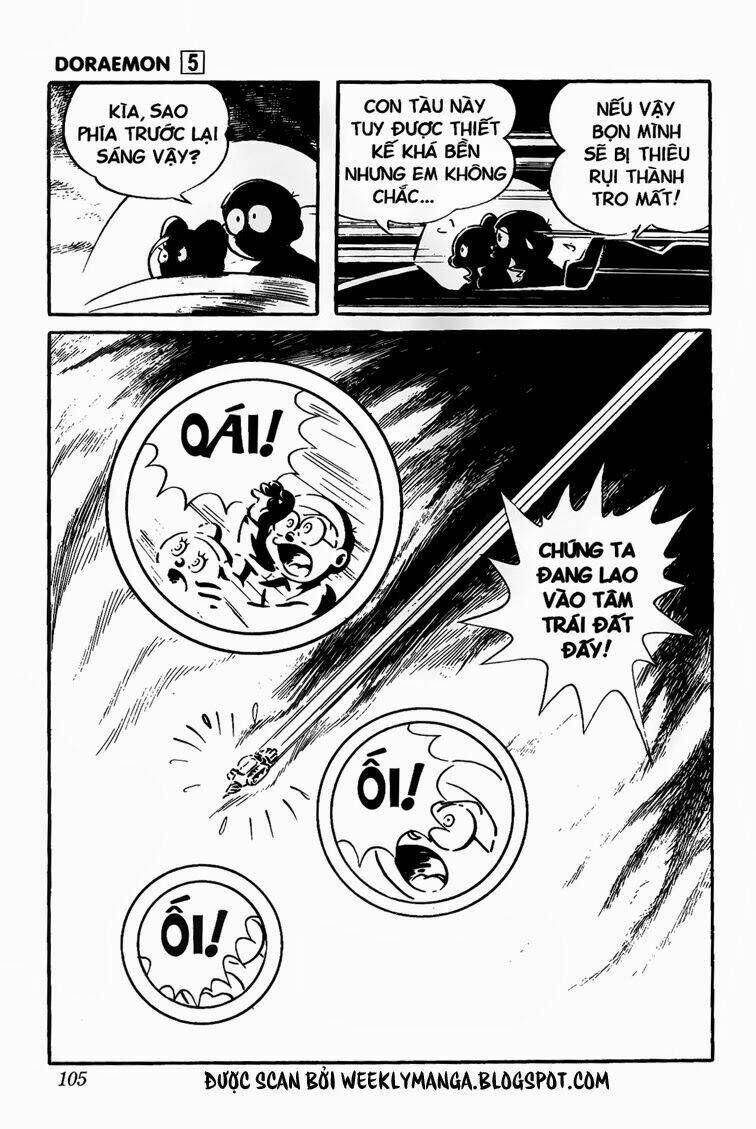 DORAEMON 5
KÌA, SAO
PHÍA TRƯỚC LẠI
SÁNG VẬY?
CON TÀU NÀY
TUY ĐƯỢC THIẾT
KẾ KHÁ BỀN
NHƯNG EM KHÔNG
CHẮC...
NẾU VẬY
BỌN MÌNH
SẼ BỊ THIÊU
RỤI THÀNH
TRO MẤT!
QÁI!
CHỨNG TA
ĐANG LAO
VÀO TÂM
TRÁI ĐẤT
ĐẤY!
ỐI!
ỐI!
105
ĐƯỢC SCAN BỞI WEEKLYMANGA.BLOGSPOT.COM